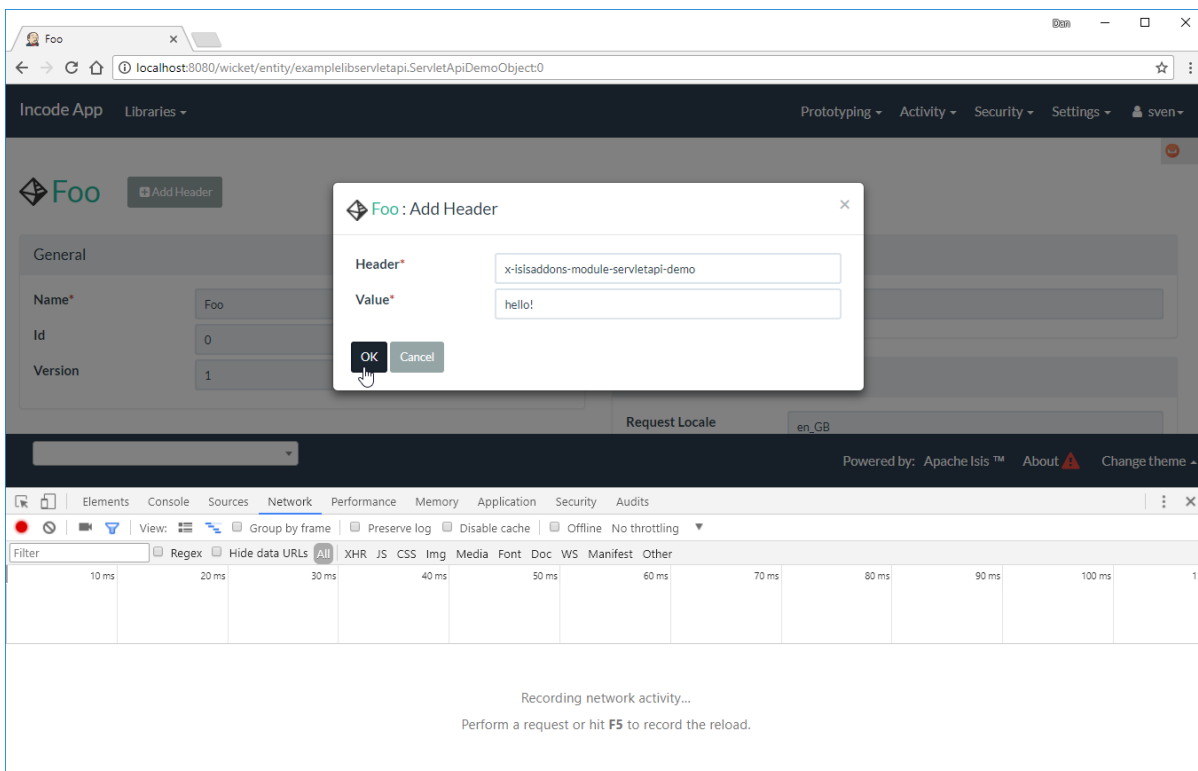 Foo
Dan
localhost:8080/wicket/entity/examplelibservletapi.ServletApiDemoObject:0
Incode App Libraries Prototyping Activity Security Settings sven
Foo Add Header
Foo : Add Header ×
General
Header* x-isisaddons-module-servletapi-demo
Value* hello!
Name* Foo
Id 0
OK Cancel
Version 1
Request Locale en_GB
Powered by: Apache Isis ™ About Change theme
Elements Console Sources Network Performance Memory Application Security Audits
View: Group by frame Preserve log Disable cache Offline No throttling
Filter Regex Hide data URLs All XHR JS CSS Img Media Font Doc WS Manifest Other
10 ms 20 ms 30 ms 40 ms 50 ms 60 ms 70 ms 80 ms 90 ms 100 ms 1
Recording network activity...
Perform a request or hit F5 to record the reload.